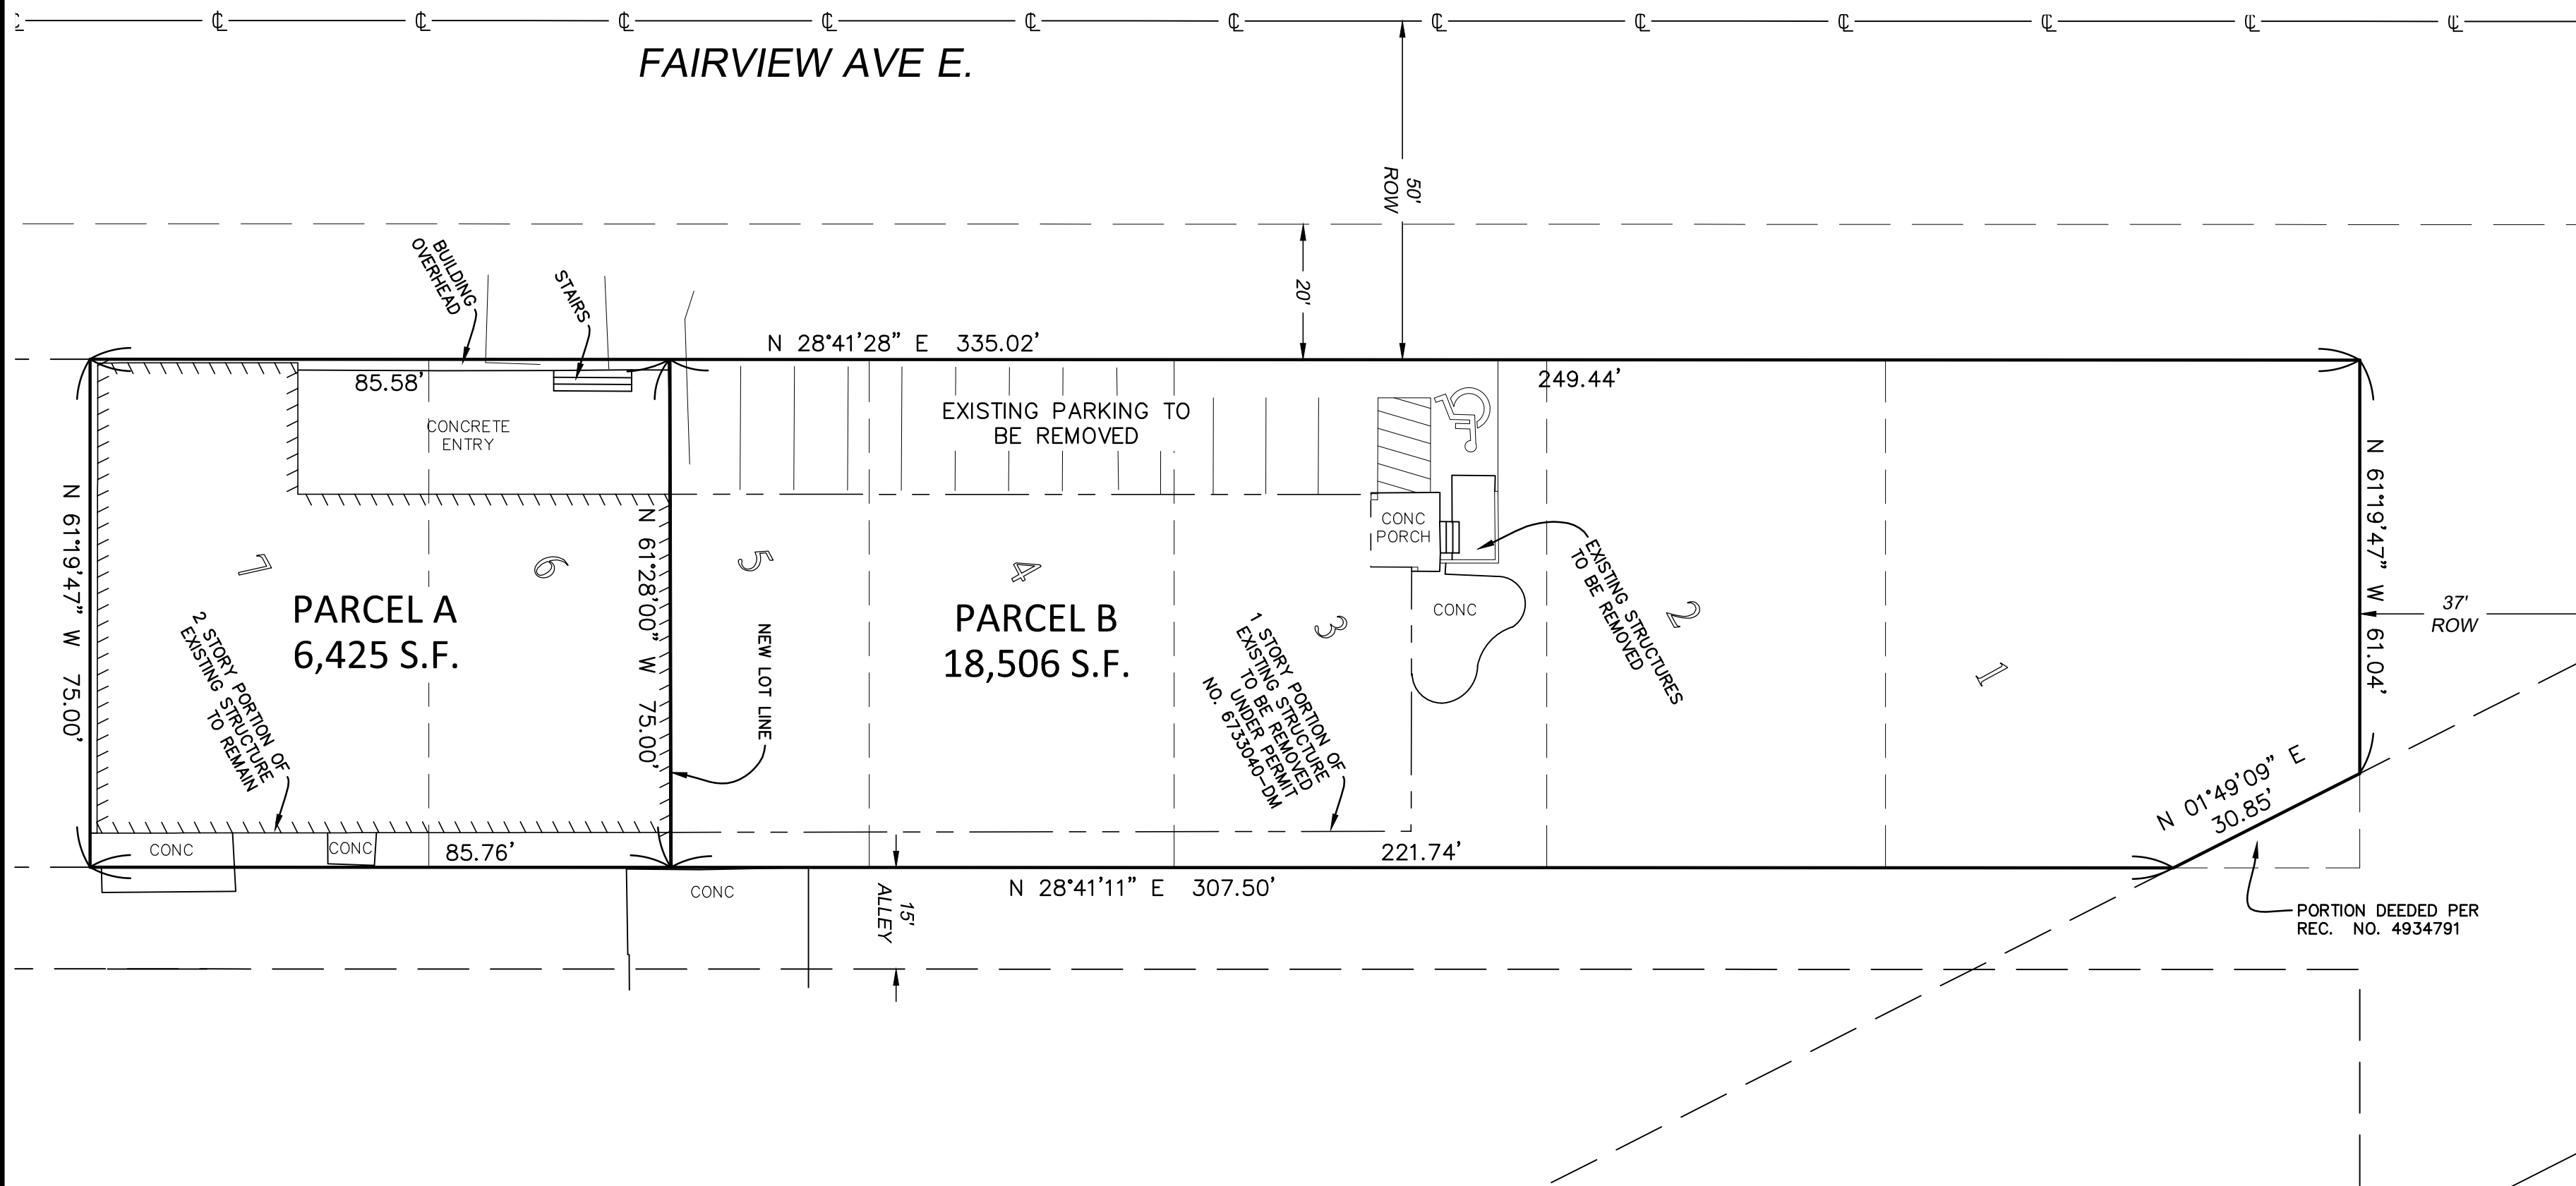 FAIRVIEW AVE E.
50'
ROW
20'
BUILDING
OVERHEAD
STAIRS
N 28°41'28" E 335.02'
85.58'
249.44'
CONCRETE
ENTRY
EXISTING PARKING TO
BE REMOVED
N 61°19'47" W 75.00'
N 61°28'00" W 75.00'
N 61°19'47" W 61.04'
CONC
PORCH
CONC
7
6
5
4
3
2
1
PARCEL A
6,425 S.F.
PARCEL B
18,506 S.F.
2 STORY PORTION OF
EXISTING STRUCTURE
TO REMAIN
NEW LOT LINE
1 STORY PORTION OF
EXISTING STRUCTURE
TO BE REMOVED
UNDER PERMIT
NO. 6733040-DM
EXISTING STRUCTURES
TO BE REMOVED
37'
ROW
N 01°49'09" E
30.85'
CONC
CONC
85.76'
221.74'
CONC
15'
ALLEY
N 28°41'11" E 307.50'
PORTION DEEDED PER
REC. NO. 4934791